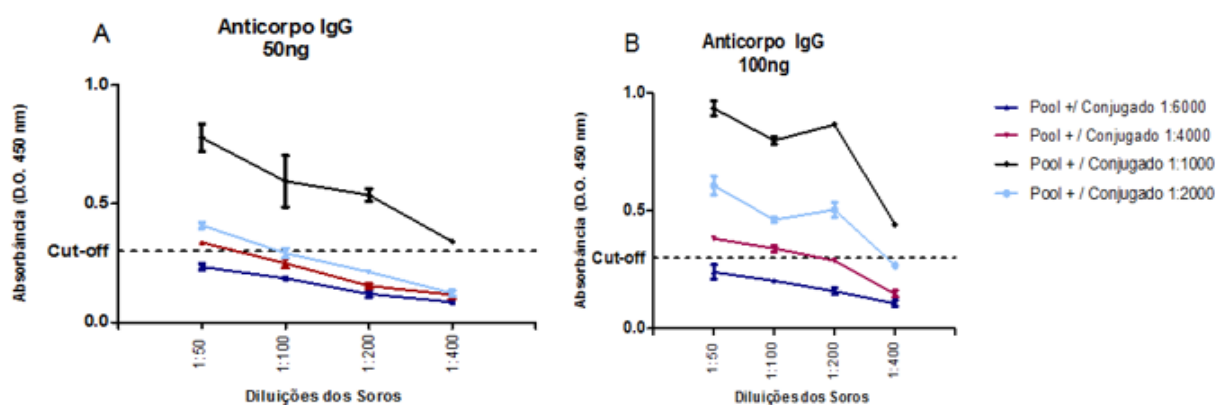 A
Anticorpo IgG
50ng
Absorbância (D.O. 450 nm)
1.0
0.5
Cut-off
0.0
1:50
1:100
1:200
1:400
Diluições dos Soros
B
Anticorpo IgG
100ng
Absorbância (D.O. 450 nm)
1.0
0.5
Cut-off
0.0
1:50
1:100
1:200
1:400
Diluições dos Soros
Pool +/ Conjugado 1:6000
Pool + / Conjugado 1:4000
Pool + / Conjugado 1:1000
Pool + / Conjugado 1:2000